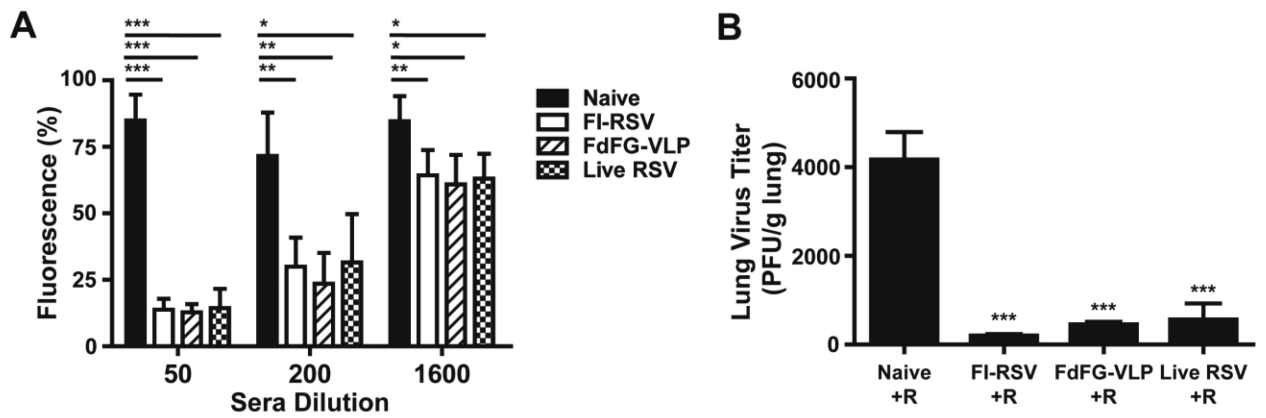 A
B
*** * *
*** ** *
*** ** **
100
75
50
25
0
Fluorescence (%)
50 200 1600
Sera Dilution
Naive
FI-RSV
FdFG-VLP
Live RSV
6000
4000
2000
0
Lung Virus Titer
(PFU/g lung)
*** *** ***
Naive FI-RSV FdFG-VLP Live RSV
+R +R +R +R